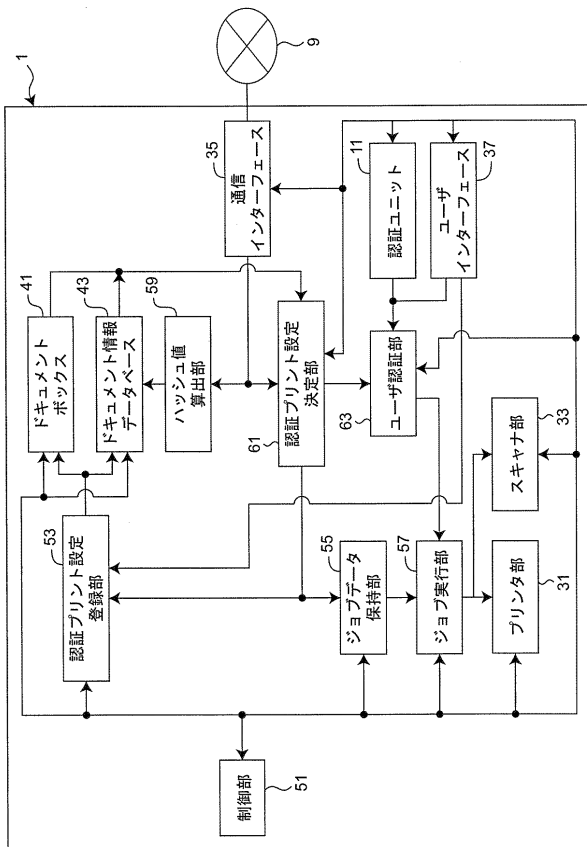 1
9
35
通信
インターフェース
41
ドキュメント
ボックス
43
ドキュメント情報
データベース
59
ハッシュ値
算出部
11
認証ユニット
37
ユーザ
インターフェース
61
認証プリント設定
決定部
63
ユーザ認証部
33
スキャナ部
53
認証プリント設定
登録部
55
ジョブデータ
保持部
57
ジョブ実行部
31
プリンタ部
51
制御部